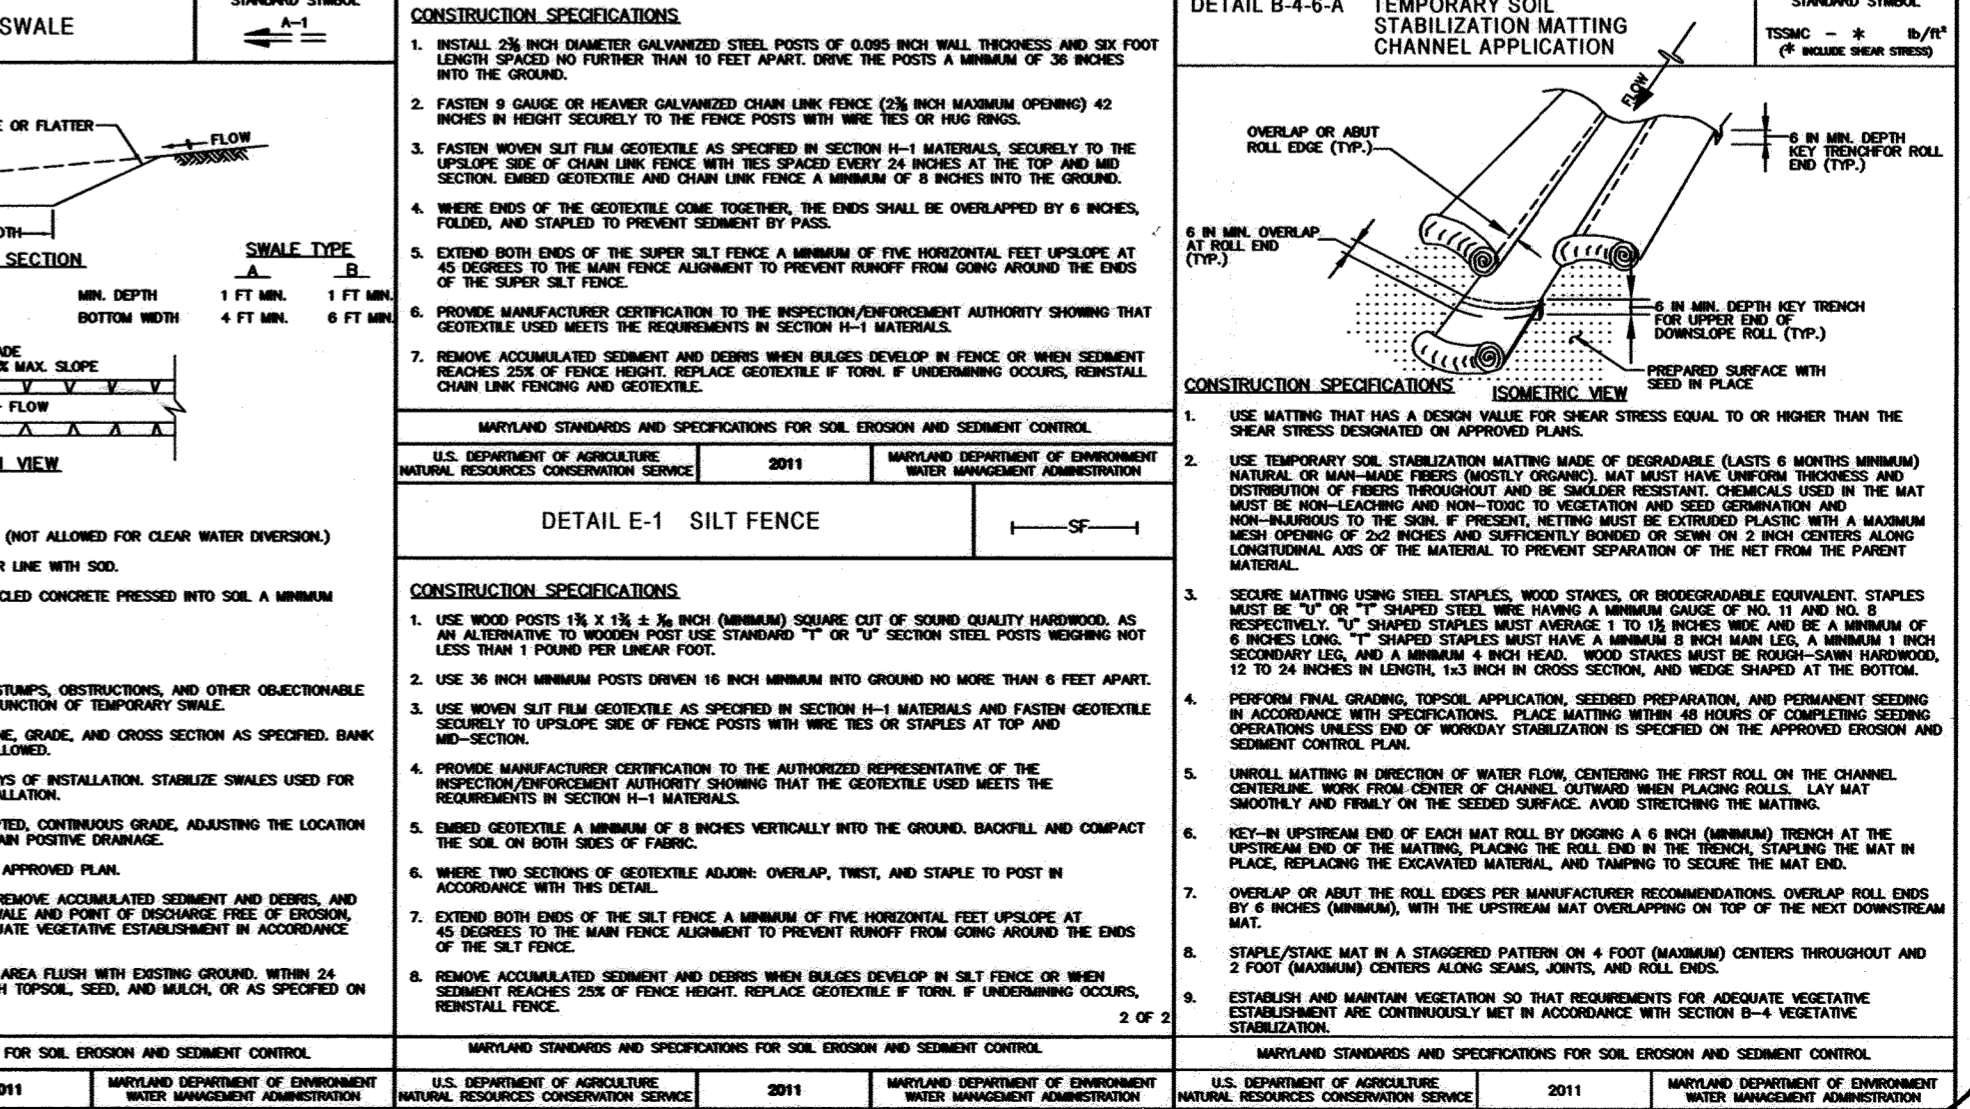 SWALE
STANDARD SYMBOL
A-1
E OR FLATTER
FLOW
SECTION
SWALE TYPE
A B
MIN. DEPTH 1 FT MIN. 1 FT MIN.
BOTTOM WIDTH 4 FT MIN. 6 FT MIN.
% MAX. SLOPE
FLOW
VIEW
(NOT ALLOWED FOR CLEAR WATER DIVERSION.)
R LINE WITH SOD.
CLED CONCRETE PRESSED INTO SOIL A MINIMUM
STUMPS, OBSTRUCTIONS, AND OTHER OBJECTIONABLE
UNCTION OF TEMPORARY SWALE.
NE, GRADE, AND CROSS SECTION AS SPECIFIED. BANK
LLOWED.
YS OF INSTALLATION. STABILIZE SWALES USED FOR
ALLATION.
PTED, CONTINUOUS GRADE, ADJUSTING THE LOCATION
AIN POSITIVE DRAINAGE.
APPROVED PLAN.
REMOVE ACCUMULATED SEDIMENT AND DEBRIS, AND
WALE AND POINT OF DISCHARGE FREE OF EROSION,
UATE VEGETATIVE ESTABLISHMENT IN ACCORDANCE
AREA FLUSH WITH EXISTING GROUND. WITHIN 24
H TOPSOIL, SEED, AND MULCH, OR AS SPECIFIED ON
FOR SOIL EROSION AND SEDIMENT CONTROL
011 MARYLAND DEPARTMENT OF ENVIRONMENT
WATER MANAGEMENT ADMINISTRATION
CONSTRUCTION SPECIFICATIONS
1. INSTALL 2⅜ INCH DIAMETER GALVANIZED STEEL POSTS OF 0.095 INCH WALL THICKNESS AND SIX FOOT
LENGTH SPACED NO FURTHER THAN 10 FEET APART. DRIVE THE POSTS A MINIMUM OF 36 INCHES
INTO THE GROUND.
2. FASTEN 9 GAUGE OR HEAVIER GALVANIZED CHAIN LINK FENCE (2⅜ INCH MAXIMUM OPENING) 42
INCHES IN HEIGHT SECURELY TO THE FENCE POSTS WITH WIRE TIES OR HUG RINGS.
3. FASTEN WOVEN SLIT FILM GEOTEXTILE AS SPECIFIED IN SECTION H-1 MATERIALS, SECURELY TO THE
UPSLOPE SIDE OF CHAIN LINK FENCE WITH TIES SPACED EVERY 24 INCHES AT THE TOP AND MID
SECTION. EMBED GEOTEXTILE AND CHAIN LINK FENCE A MINIMUM OF 8 INCHES INTO THE GROUND.
4. WHERE ENDS OF THE GEOTEXTILE COME TOGETHER, THE ENDS SHALL BE OVERLAPPED BY 6 INCHES,
FOLDED, AND STAPLED TO PREVENT SEDIMENT BY PASS.
5. EXTEND BOTH ENDS OF THE SUPER SILT FENCE A MINIMUM OF FIVE HORIZONTAL FEET UPSLOPE AT
45 DEGREES TO THE MAIN FENCE ALIGNMENT TO PREVENT RUNOFF FROM GOING AROUND THE ENDS
OF THE SUPER SILT FENCE.
6. PROVIDE MANUFACTURER CERTIFICATION TO THE INSPECTION/ENFORCEMENT AUTHORITY SHOWING THAT
GEOTEXTILE USED MEETS THE REQUIREMENTS IN SECTION H-1 MATERIALS.
7. REMOVE ACCUMULATED SEDIMENT AND DEBRIS WHEN BULGES DEVELOP IN FENCE OR WHEN SEDIMENT
REACHES 25% OF FENCE HEIGHT. REPLACE GEOTEXTILE IF TORN. IF UNDERMINING OCCURS, REINSTALL
CHAIN LINK FENCING AND GEOTEXTILE.
MARYLAND STANDARDS AND SPECIFICATIONS FOR SOIL EROSION AND SEDIMENT CONTROL
U.S. DEPARTMENT OF AGRICULTURE
NATURAL RESOURCES CONSERVATION SERVICE
2011
MARYLAND DEPARTMENT OF ENVIRONMENT
WATER MANAGEMENT ADMINISTRATION
DETAIL E-1 SILT FENCE
SF
CONSTRUCTION SPECIFICATIONS
1. USE WOOD POSTS 1¾ X 1¾ ± 1/16 INCH (MINIMUM) SQUARE CUT OF SOUND QUALITY HARDWOOD. AS
AN ALTERNATIVE TO WOODEN POST USE STANDARD "T" OR "U" SECTION STEEL POSTS WEIGHING NOT
LESS THAN 1 POUND PER LINEAR FOOT.
2. USE 36 INCH MINIMUM POSTS DRIVEN 16 INCH MINIMUM INTO GROUND NO MORE THAN 6 FEET APART.
3. USE WOVEN SLIT FILM GEOTEXTILE AS SPECIFIED IN SECTION H-1 MATERIALS AND FASTEN GEOTEXTILE
SECURELY TO UPSLOPE SIDE OF FENCE POSTS WITH WIRE TIES OR STAPLES AT TOP AND
MID-SECTION.
4. PROVIDE MANUFACTURER CERTIFICATION TO THE AUTHORIZED REPRESENTATIVE OF THE
INSPECTION/ENFORCEMENT AUTHORITY SHOWING THAT THE GEOTEXTILE USED MEETS THE
REQUIREMENTS IN SECTION H-1 MATERIALS.
5. EMBED GEOTEXTILE A MINIMUM OF 8 INCHES VERTICALLY INTO THE GROUND. BACKFILL AND COMPACT
THE SOIL ON BOTH SIDES OF FABRIC.
6. WHERE TWO SECTIONS OF GEOTEXTILE ADJOIN: OVERLAP, TWIST, AND STAPLE TO POST IN
ACCORDANCE WITH THIS DETAIL.
7. EXTEND BOTH ENDS OF THE SILT FENCE A MINIMUM OF FIVE HORIZONTAL FEET UPSLOPE AT
45 DEGREES TO THE MAIN FENCE ALIGNMENT TO PREVENT RUNOFF FROM GOING AROUND THE ENDS
OF THE SILT FENCE.
8. REMOVE ACCUMULATED SEDIMENT AND DEBRIS WHEN BULGES DEVELOP IN SILT FENCE OR WHEN
SEDIMENT REACHES 25% OF FENCE HEIGHT. REPLACE GEOTEXTILE IF TORN. IF UNDERMINING OCCURS,
REINSTALL FENCE.
2 OF 2
MARYLAND STANDARDS AND SPECIFICATIONS FOR SOIL EROSION AND SEDIMENT CONTROL
U.S. DEPARTMENT OF AGRICULTURE
NATURAL RESOURCES CONSERVATION SERVICE
2011
MARYLAND DEPARTMENT OF ENVIRONMENT
WATER MANAGEMENT ADMINISTRATION
DETAIL B-4-6-A TEMPORARY SOIL
STABILIZATION MATTING
CHANNEL APPLICATION
STANDARD SYMBOL
TSSMC - * lb/ft²
(* INCLUDE SHEAR STRESS)
FLOW
OVERLAP OR ABUT
ROLL EDGE (TYP.)
6 IN MIN. DEPTH
KEY TRENCHFOR ROLL
END (TYP.)
6 IN MIN. OVERLAP
AT ROLL END
(TYP.)
6 IN MIN. DEPTH KEY TRENCH
FOR UPPER END OF
DOWNSLOPE ROLL (TYP.)
PREPARED SURFACE WITH
SEED IN PLACE
ISOMETRIC VIEW
CONSTRUCTION SPECIFICATIONS
1. USE MATTING THAT HAS A DESIGN VALUE FOR SHEAR STRESS EQUAL TO OR HIGHER THAN THE
SHEAR STRESS DESIGNATED ON APPROVED PLANS.
2. USE TEMPORARY SOIL STABILIZATION MATTING MADE OF DEGRADABLE (LASTS 6 MONTHS MINIMUM)
NATURAL OR MAN-MADE FIBERS (MOSTLY ORGANIC). MAT MUST HAVE UNIFORM THICKNESS AND
DISTRIBUTION OF FIBERS THROUGHOUT AND BE SMOLDER RESISTANT. CHEMICALS USED IN THE MAT
MUST BE NON-LEACHING AND NON-TOXIC TO VEGETATION AND SEED GERMINATION AND
NON-INJURIOUS TO THE SKIN. IF PRESENT, NETTING MUST BE EXTRUDED PLASTIC WITH A MAXIMUM
MESH OPENING OF 2x2 INCHES AND SUFFICIENTLY BONDED OR SEWN ON 2 INCH CENTERS ALONG
LONGITUDINAL AXIS OF THE MATERIAL TO PREVENT SEPARATION OF THE NET FROM THE PARENT
MATERIAL.
3. SECURE MATTING USING STEEL STAPLES, WOOD STAKES, OR BIODEGRADABLE EQUIVALENT. STAPLES
MUST BE "U" OR "T" SHAPED STEEL WIRE HAVING A MINIMUM GAUGE OF NO. 11 AND NO. 8
RESPECTIVELY. "U" SHAPED STAPLES MUST AVERAGE 1 TO 1½ INCHES WIDE AND BE A MINIMUM OF
6 INCHES LONG. "T" SHAPED STAPLES MUST HAVE A MINIMUM 8 INCH MAIN LEG, A MINIMUM 1 INCH
SECONDARY LEG, AND A MINIMUM 4 INCH HEAD. WOOD STAKES MUST BE ROUGH-SAWN HARDWOOD,
12 TO 24 INCHES IN LENGTH, 1x3 INCH IN CROSS SECTION, AND WEDGE SHAPED AT THE BOTTOM.
4. PERFORM FINAL GRADING, TOPSOIL APPLICATION, SEEDBED PREPARATION, AND PERMANENT SEEDING
IN ACCORDANCE WITH SPECIFICATIONS. PLACE MATTING WITHIN 48 HOURS OF COMPLETING SEEDING
OPERATIONS UNLESS END OF WORKDAY STABILIZATION IS SPECIFIED ON THE APPROVED EROSION AND
SEDIMENT CONTROL PLAN.
5. UNROLL MATTING IN DIRECTION OF WATER FLOW, CENTERING THE FIRST ROLL ON THE CHANNEL
CENTERLINE. WORK FROM CENTER OF CHANNEL OUTWARD WHEN PLACING ROLLS. LAY MAT
SMOOTHLY AND FIRMLY ON THE SEEDED SURFACE. AVOID STRETCHING THE MATTING.
6. KEY-IN UPSTREAM END OF EACH MAT ROLL BY DIGGING A 6 INCH (MINIMUM) TRENCH AT THE
UPSTREAM END OF THE MATTING, PLACING THE ROLL END IN THE TRENCH, STAPLING THE MAT IN
PLACE, REPLACING THE EXCAVATED MATERIAL, AND TAMPING TO SECURE THE MAT END.
7. OVERLAP OR ABUT THE ROLL EDGES PER MANUFACTURER RECOMMENDATIONS. OVERLAP ROLL ENDS
BY 6 INCHES (MINIMUM), WITH THE UPSTREAM MAT OVERLAPPING ON TOP OF THE NEXT DOWNSTREAM
MAT.
8. STAPLE/STAKE MAT IN A STAGGERED PATTERN ON 4 FOOT (MAXIMUM) CENTERS THROUGHOUT AND
2 FOOT (MAXIMUM) CENTERS ALONG SEAMS, JOINTS, AND ROLL ENDS.
9. ESTABLISH AND MAINTAIN VEGETATION SO THAT REQUIREMENTS FOR ADEQUATE VEGETATIVE
ESTABLISHMENT ARE CONTINUOUSLY MET IN ACCORDANCE WITH SECTION B-4 VEGETATIVE
STABILIZATION.
MARYLAND STANDARDS AND SPECIFICATIONS FOR SOIL EROSION AND SEDIMENT CONTROL
U.S. DEPARTMENT OF AGRICULTURE
NATURAL RESOURCES CONSERVATION SERVICE
2011
MARYLAND DEPARTMENT OF ENVIRONMENT
WATER MANAGEMENT ADMINISTRATION